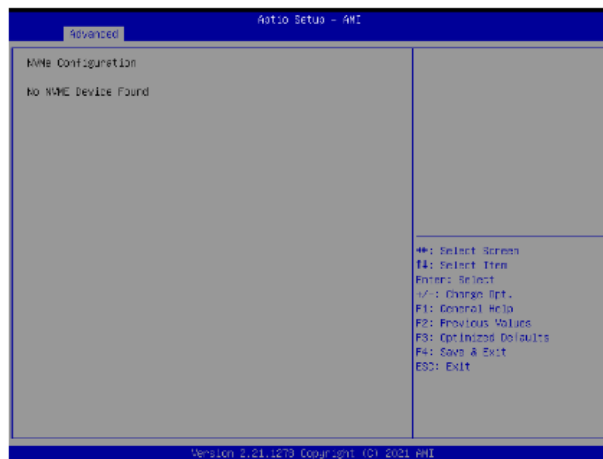 Aptio Setup - AMI
Advanced
NVMe Configuration
No NVME Device Found
: Select Screen
↑↓: Select Item
Enter: Select
+/-: Change Opt.
F1: General Help
F2: Previous Values
F3: Optimized Defaults
F4: Save & Exit
ESC: Exit
Version 2.21.1278 Copyright (C) 2021 AMI